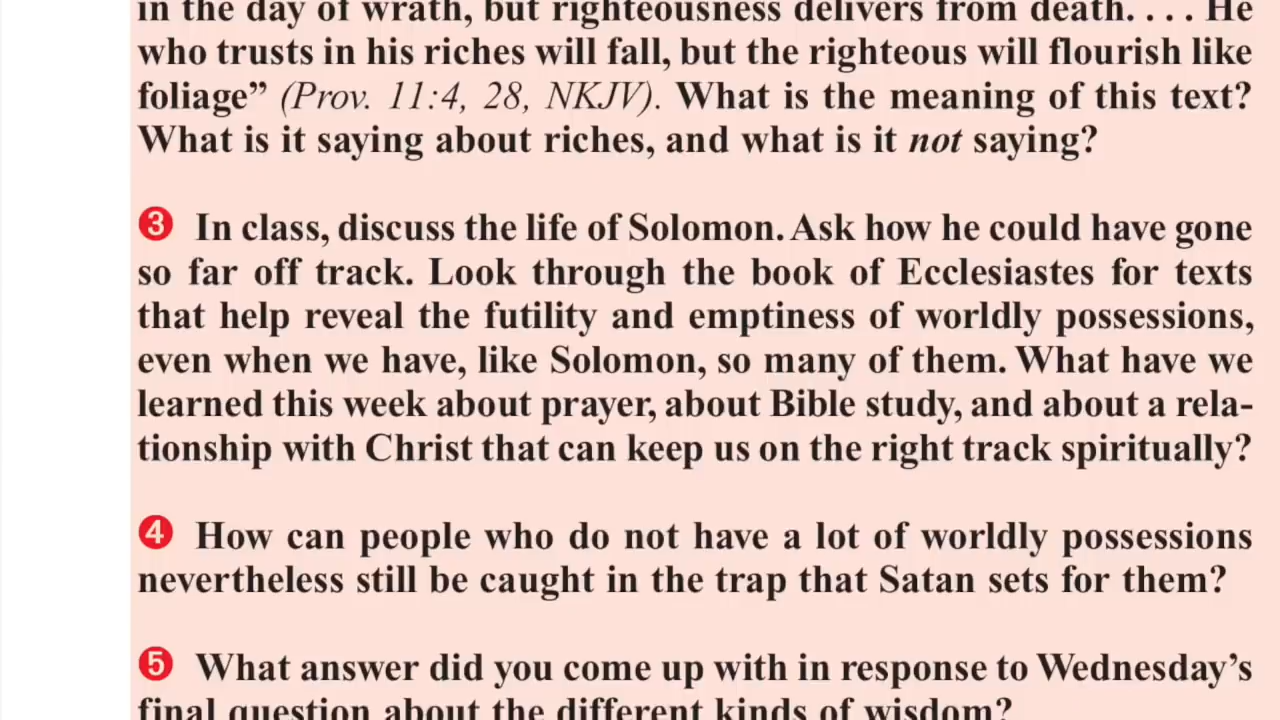 in the day of wrath, but righteousness delivers from death. . . . He
who trusts in his riches will fall, but the righteous will flourish like
foliage” (Prov. 11:4, 28, NKJV). What is the meaning of this text?
What is it saying about riches, and what is it not saying?
3 In class, discuss the life of Solomon. Ask how he could have gone
so far off track. Look through the book of Ecclesiastes for texts
that help reveal the futility and emptiness of worldly possessions,
even when we have, like Solomon, so many of them. What have we
learned this week about prayer, about Bible study, and about a rela-
tionship with Christ that can keep us on the right track spiritually?
4 How can people who do not have a lot of worldly possessions
nevertheless still be caught in the trap that Satan sets for them?
5 What answer did you come up with in response to Wednesday’s
final question about the different kinds of wisdom?